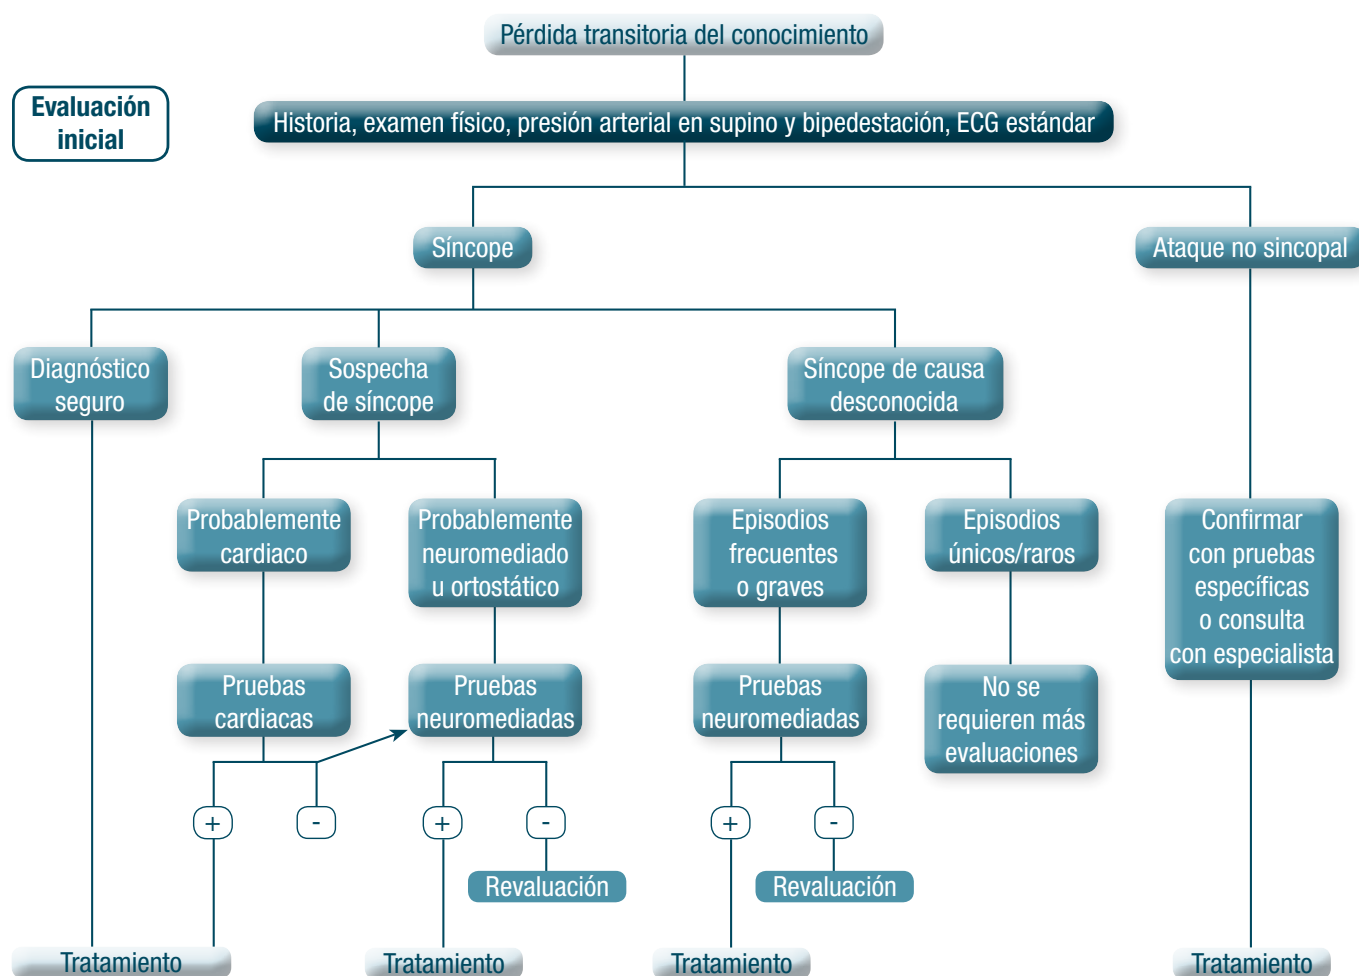 Pérdida transitoria del conocimiento
Evaluación
inicial
Historia, examen físico, presión arterial en supino y bipedestación, ECG estándar
Síncope
Ataque no sincopal
Diagnóstico
seguro
Sospecha
de síncope
Síncope de causa
desconocida
Probablemente
cardiaco
Probablemente
neuromediado
u ortostático
Episodios
frecuentes
o graves
Episodios
únicos/raros
Confirmar
con pruebas
específicas
o consulta
con especialista
Pruebas
cardiacas
Pruebas
neuromediadas
Pruebas
neuromediadas
No se
requieren más
evaluaciones
+
-
+
-
+
-
Revaluación
Revaluación
Tratamiento
Tratamiento
Tratamiento
Tratamiento